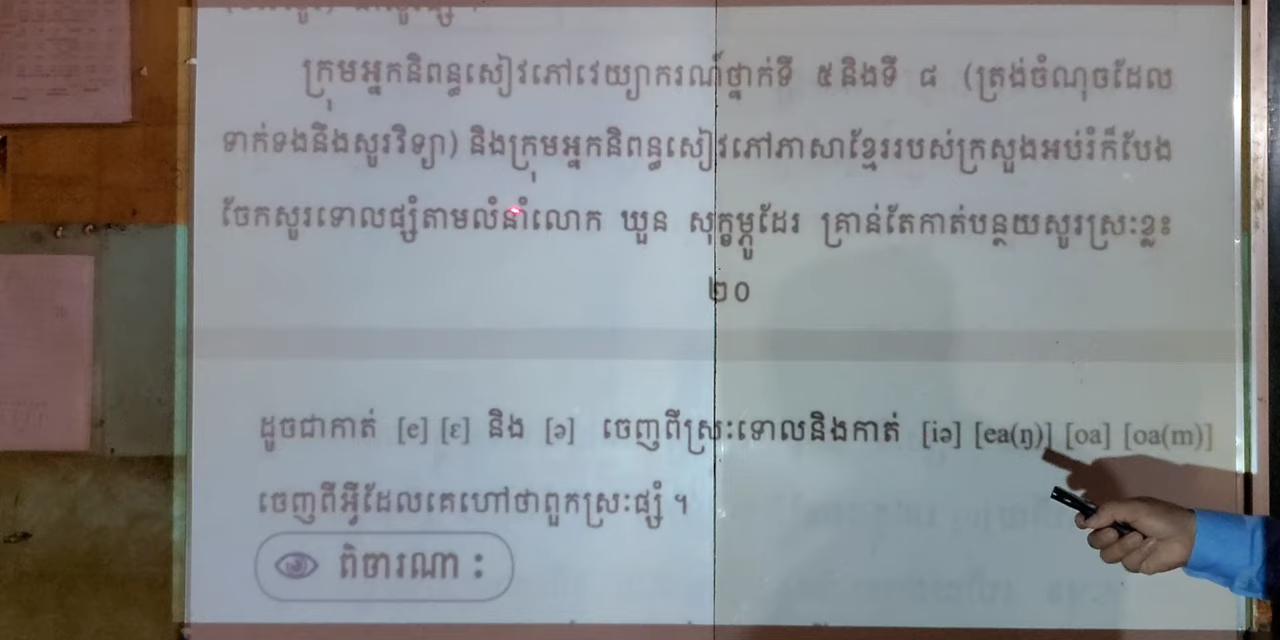 ក្រុមអ្នកនិពន្ធសៀវភៅវេយ្យាករណ៍ថ្នាក់ទី ៥និងទី ៨ (ត្រង់ចំណុចដែល
ទាក់ទងនឹងសូរវិទ្យា) និងក្រុមអ្នកនិពន្ធសៀវភៅភាសាខ្មែររបស់ក្រសួងអប់រំក៏បែង
ចែកសូរទោលផ្សំតាមលំនាំលោក ឃួន សុក្ខម្ភូដែរ គ្រាន់តែកាត់បន្ថយសូរស្រៈខ្លះ
២០
ដូចជាកាត់ [e] [ɛ] និង [ə] ចេញពីស្រៈទោលនិងកាត់ [iə] [ea(ŋ)] [oa] [oa(m)]
ចេញពីអ្វីដែលគេហៅថាពួកស្រៈផ្សំ ។
ពិចារណា ៖